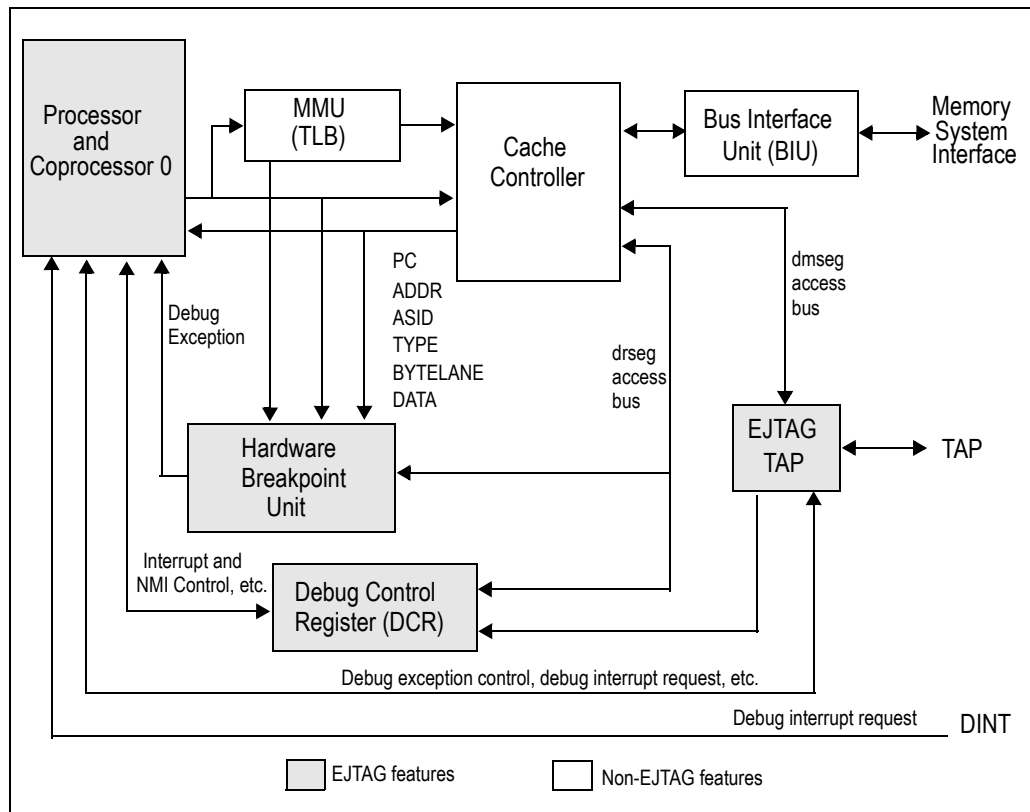 Processor
and
Coprocessor 0
MMU
(TLB)
Cache
Controller
Bus Interface
Unit (BIU)
Memory
System
Interface
PC
ADDR
ASID
TYPE
BYTELANE
DATA
Debug
Exception
drseg
access
bus
dmseg
access
bus
Hardware
Breakpoint
Unit
EJTAG
TAP
TAP
Interrupt and
NMI Control, etc.
Debug Control
Register (DCR)
Debug exception control, debug interrupt request, etc.
Debug interrupt request
DINT
EJTAG features
Non-EJTAG features